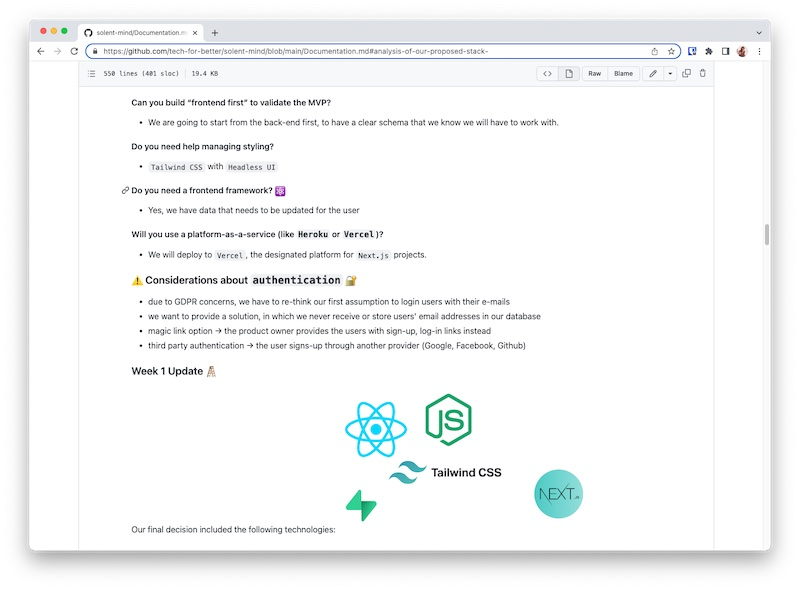 solent-mind/Documentation.m
https://github.com/tech-for-better/solent-mind/blob/main/Documentation.md#analysis-of-our-proposed-stack-
550 lines (401 sloc) 19.4 KB
Raw Blame
Can you build “frontend first” to validate the MVP?
• We are going to start from the back-end first, to have a clear schema that we know we will have to work with.
Do you need help managing styling?
• Tailwind CSS with Headless UI
Do you need a frontend framework? ⚛️
• Yes, we have data that needs to be updated for the user
Will you use a platform-as-a-service (like Heroku or Vercel)?
• We will deploy to Vercel, the designated platform for Next.js projects.
⚠️ Considerations about authentication 🔐
• due to GDPR concerns, we have to re-think our first assumption to login users with their e-mails
• we want to provide a solution, in which we never receive or store users' email addresses in our database
• magic link option → the product owner provides the users with sign-up, log-in links instead
• third party authentication → the user signs-up through another provider (Google, Facebook, Github)
Week 1 Update
JS
Tailwind CSS
NEXT.JS
Our final decision included the following technologies: